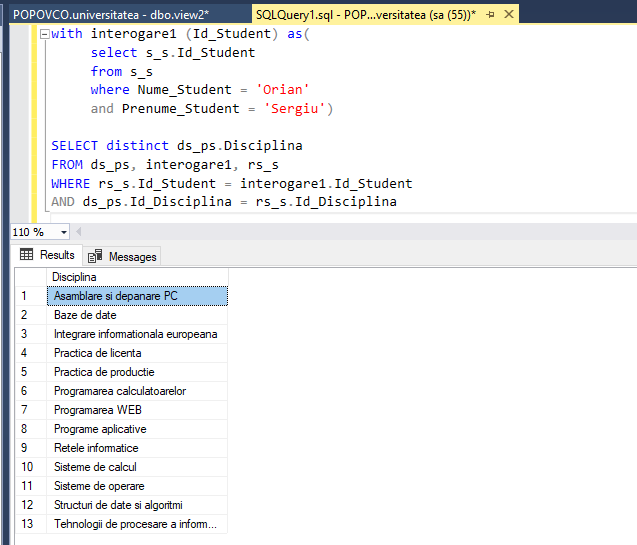 POPOVCO.universitatea - dbo.view2*
SQLQuery1.sql - POP...versitatea (sa (55))*
with interogare1 (Id_Student) as(
select s_s.Id_Student
from s_s
where Nume_Student = 'Orian'
and Prenume_Student = 'Sergiu')
SELECT distinct ds_ps.Disciplina
FROM ds_ps, interogare1, rs_s
WHERE rs_s.Id_Student = interogare1.Id_Student
AND ds_ps.Id_Disciplina = rs_s.Id_Disciplina
110 %
Results Messages
Disciplina
1 Asamblare si depanare PC
2 Baze de date
3 Integrare informationala europeana
4 Practica de licenta
5 Practica de productie
6 Programarea calculatoarelor
7 Programarea WEB
8 Programe aplicative
9 Retele informatice
10 Sisteme de calcul
11 Sisteme de operare
12 Structuri de date si algoritmi
13 Tehnologii de procesare a inform...